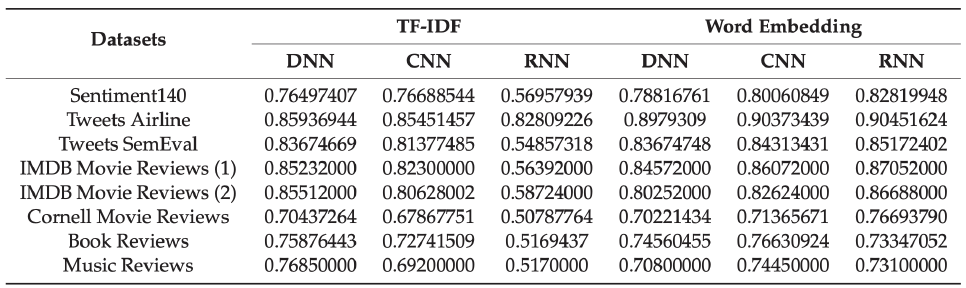 Datasets TF-IDF Word Embedding
DNN CNN RNN DNN CNN RNN
Sentiment140 0.76497407 0.76688544 0.56957939 0.78816761 0.80060849 0.82819948
Tweets Airline 0.85936944 0.85451457 0.82809226 0.8979309 0.90373439 0.90451624
Tweets SemEval 0.83674669 0.81377485 0.54857318 0.83674748 0.84313431 0.85172402
IMDB Movie Reviews (1) 0.85232000 0.82300000 0.56392000 0.84572000 0.86072000 0.87052000
IMDB Movie Reviews (2) 0.85512000 0.80628002 0.58724000 0.80252000 0.82624000 0.86688000
Cornell Movie Reviews 0.70437264 0.67867751 0.50787764 0.70221434 0.71365671 0.76693790
Book Reviews 0.75876443 0.72741509 0.5169437 0.74560455 0.76630924 0.73347052
Music Reviews 0.76850000 0.69200000 0.5170000 0.70800000 0.74450000 0.73100000